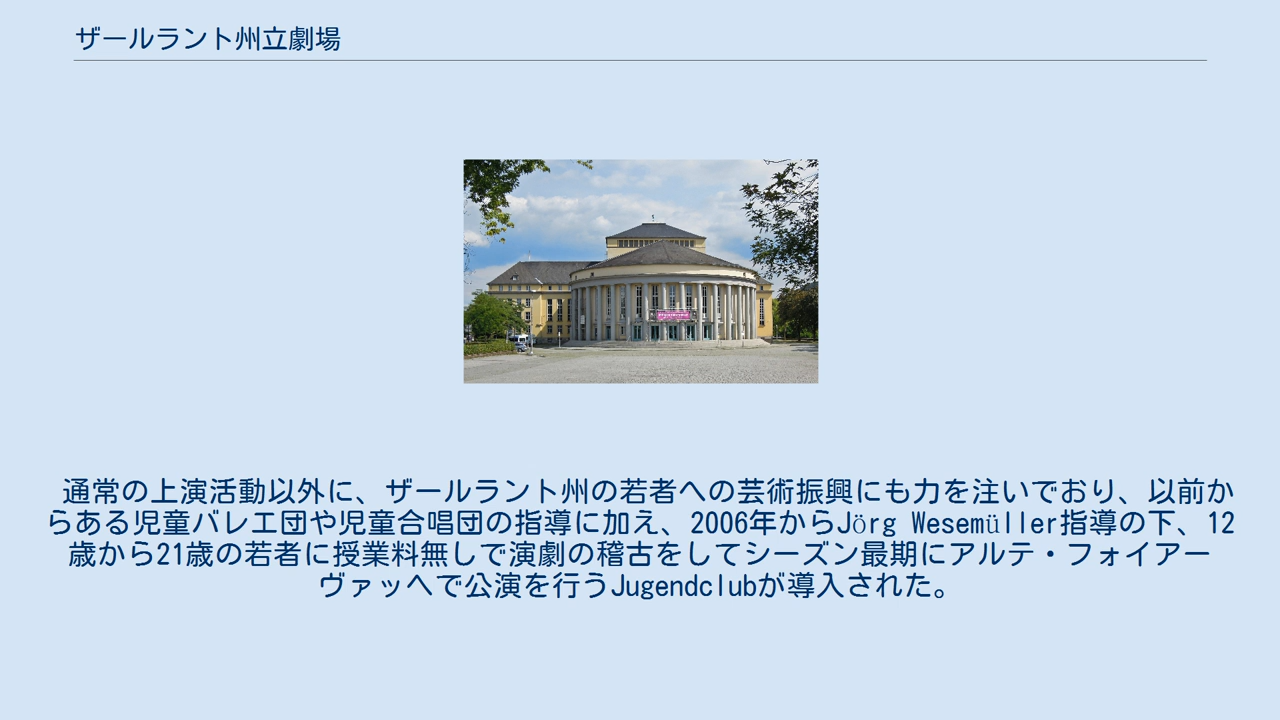 ザールラント州立劇場
通常の上演活動以外に、ザールラント州の若者への芸術振興にも力を注いでおり、以前か
らある児童バレエ団や児童合唱団の指導に加え、2006年からJörg Wesemüller指導の下、12
歳から21歳の若者に授業料無しで演劇の稽古をしてシーズン最期にアルテ・フォイアー
ヴァッヘで公演を行うJugendclubが導入された。